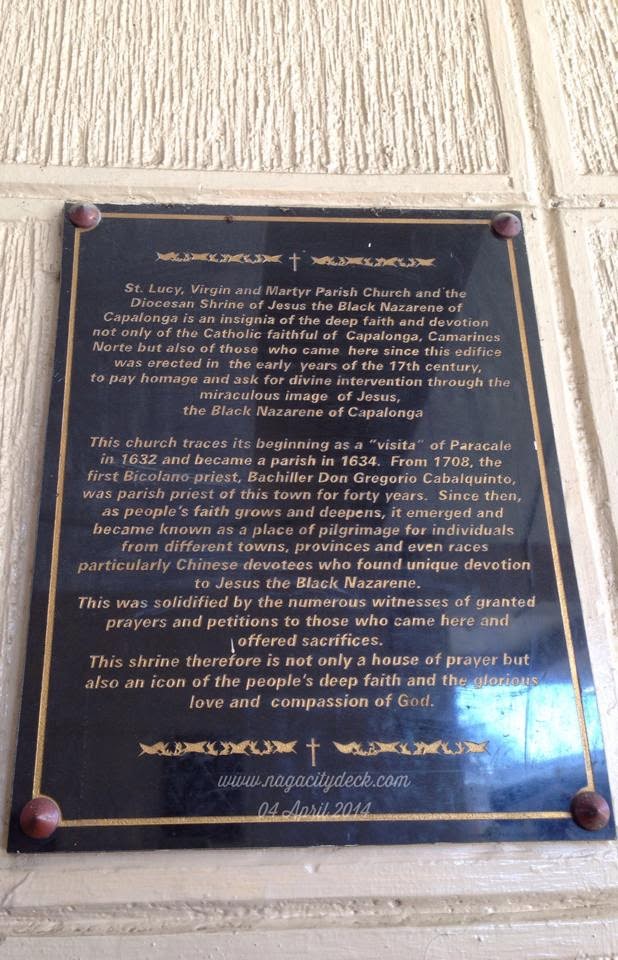 St. Lucy, Virgin and Martyr Parish Church and the
Diocesan Shrine of Jesus the Black Nazarene of
Capalonga is an insignia of the deep faith and devotion
not only of the Catholic faithful of Capalonga, Camarines
Norte but also of those who came here since this edifice
was erected in the early years of the 17th century,
to pay homage and ask for divine intervention through the
miraculous image of Jesus,
the Black Nazarene of Capalonga
This church traces its beginning as a "visita" of Paracale
in 1632 and became a parish in 1634. From 1708, the
first Bicolano priest, Bachiller Don Gregorio Cabalquinto,
was parish priest of this town for forty years. Since then,
as people's faith grows and deepens, it emerged and
became known as a place of pilgrimage for individuals
from different towns, provinces and even races
particularly Chinese devotees who found unique devotion
to Jesus the Black Nazarene.
This was solidified by the numerous witnesses of granted
prayers and petitions to those who came here and
offered sacrifices.
This shrine therefore is not only a house of prayer but
also an icon of the people's deep faith and the glorious
love and compassion of God.
www.nagacitydeck.com
04 April 2014